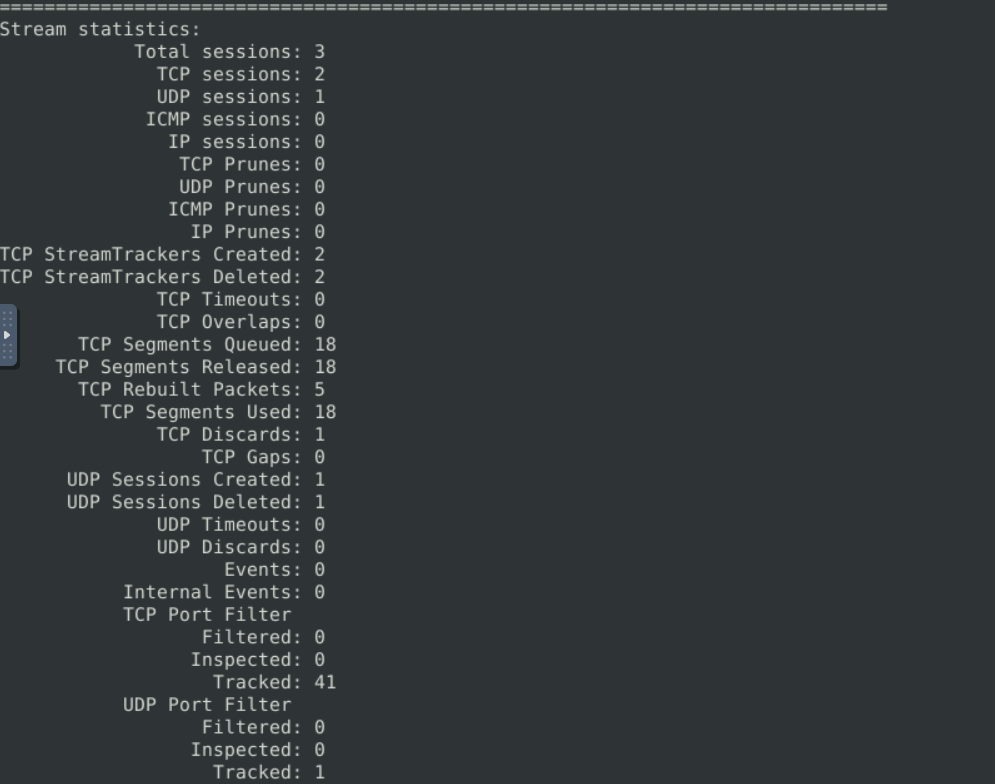 ===============================================================================
Stream statistics:
Total sessions: 3
TCP sessions: 2
UDP sessions: 1
ICMP sessions: 0
IP sessions: 0
TCP Prunes: 0
UDP Prunes: 0
ICMP Prunes: 0
IP Prunes: 0
TCP StreamTrackers Created: 2
TCP StreamTrackers Deleted: 2
TCP Timeouts: 0
TCP Overlaps: 0
TCP Segments Queued: 18
TCP Segments Released: 18
TCP Rebuilt Packets: 5
TCP Segments Used: 18
TCP Discards: 1
TCP Gaps: 0
UDP Sessions Created: 1
UDP Sessions Deleted: 1
UDP Timeouts: 0
UDP Discards: 0
Events: 0
Internal Events: 0
TCP Port Filter
Filtered: 0
Inspected: 0
Tracked: 41
UDP Port Filter
Filtered: 0
Inspected: 0
Tracked: 1